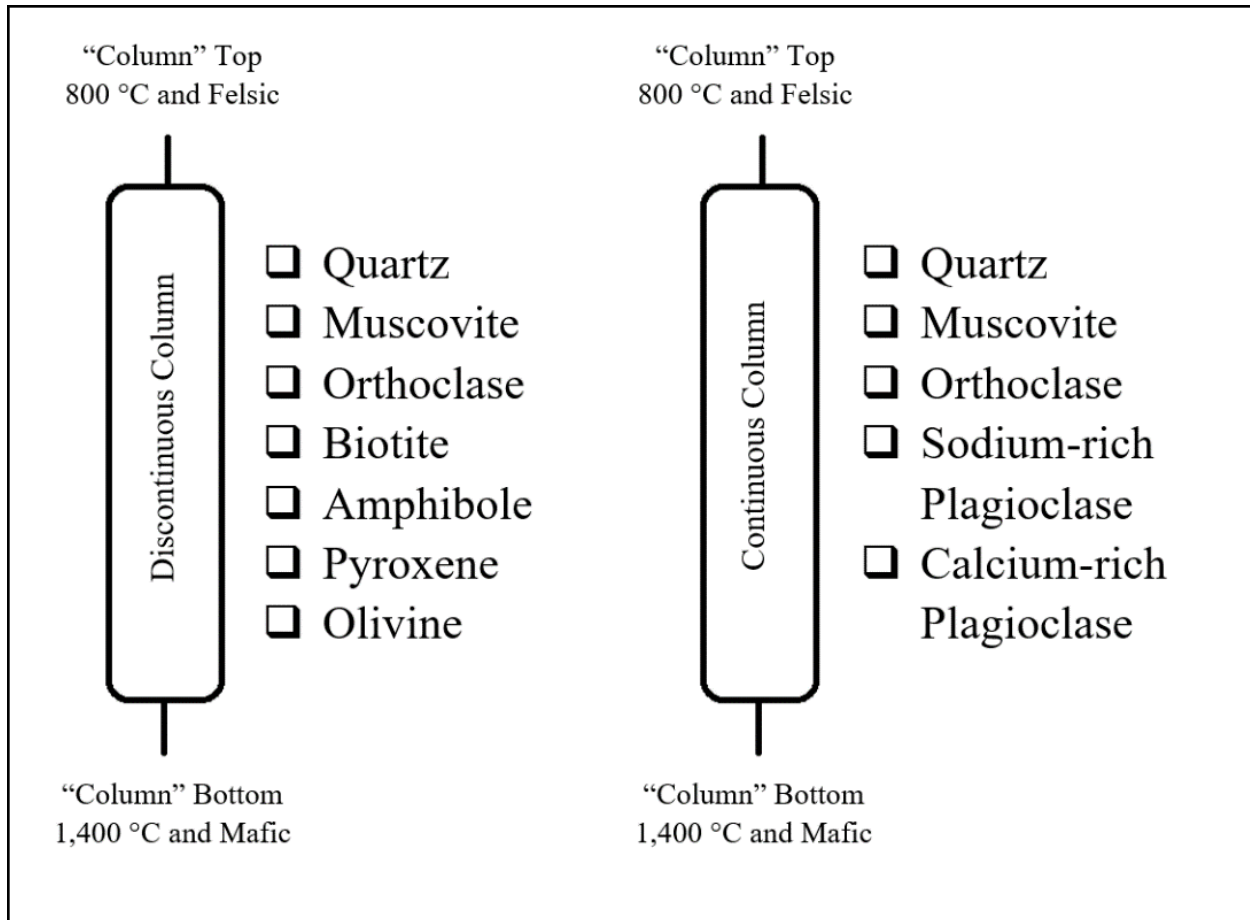 “Column” Top
800 °C and Felsic
Discontinuous Column
❑ Quartz
❑ Muscovite
❑ Orthoclase
❑ Biotite
❑ Amphibole
❑ Pyroxene
❑ Olivine
“Column” Bottom
1,400 °C and Mafic
“Column” Top
800 °C and Felsic
Continuous Column
❑ Quartz
❑ Muscovite
❑ Orthoclase
❑ Sodium-rich
Plagioclase
❑ Calcium-rich
Plagioclase
“Column” Bottom
1,400 °C and Mafic